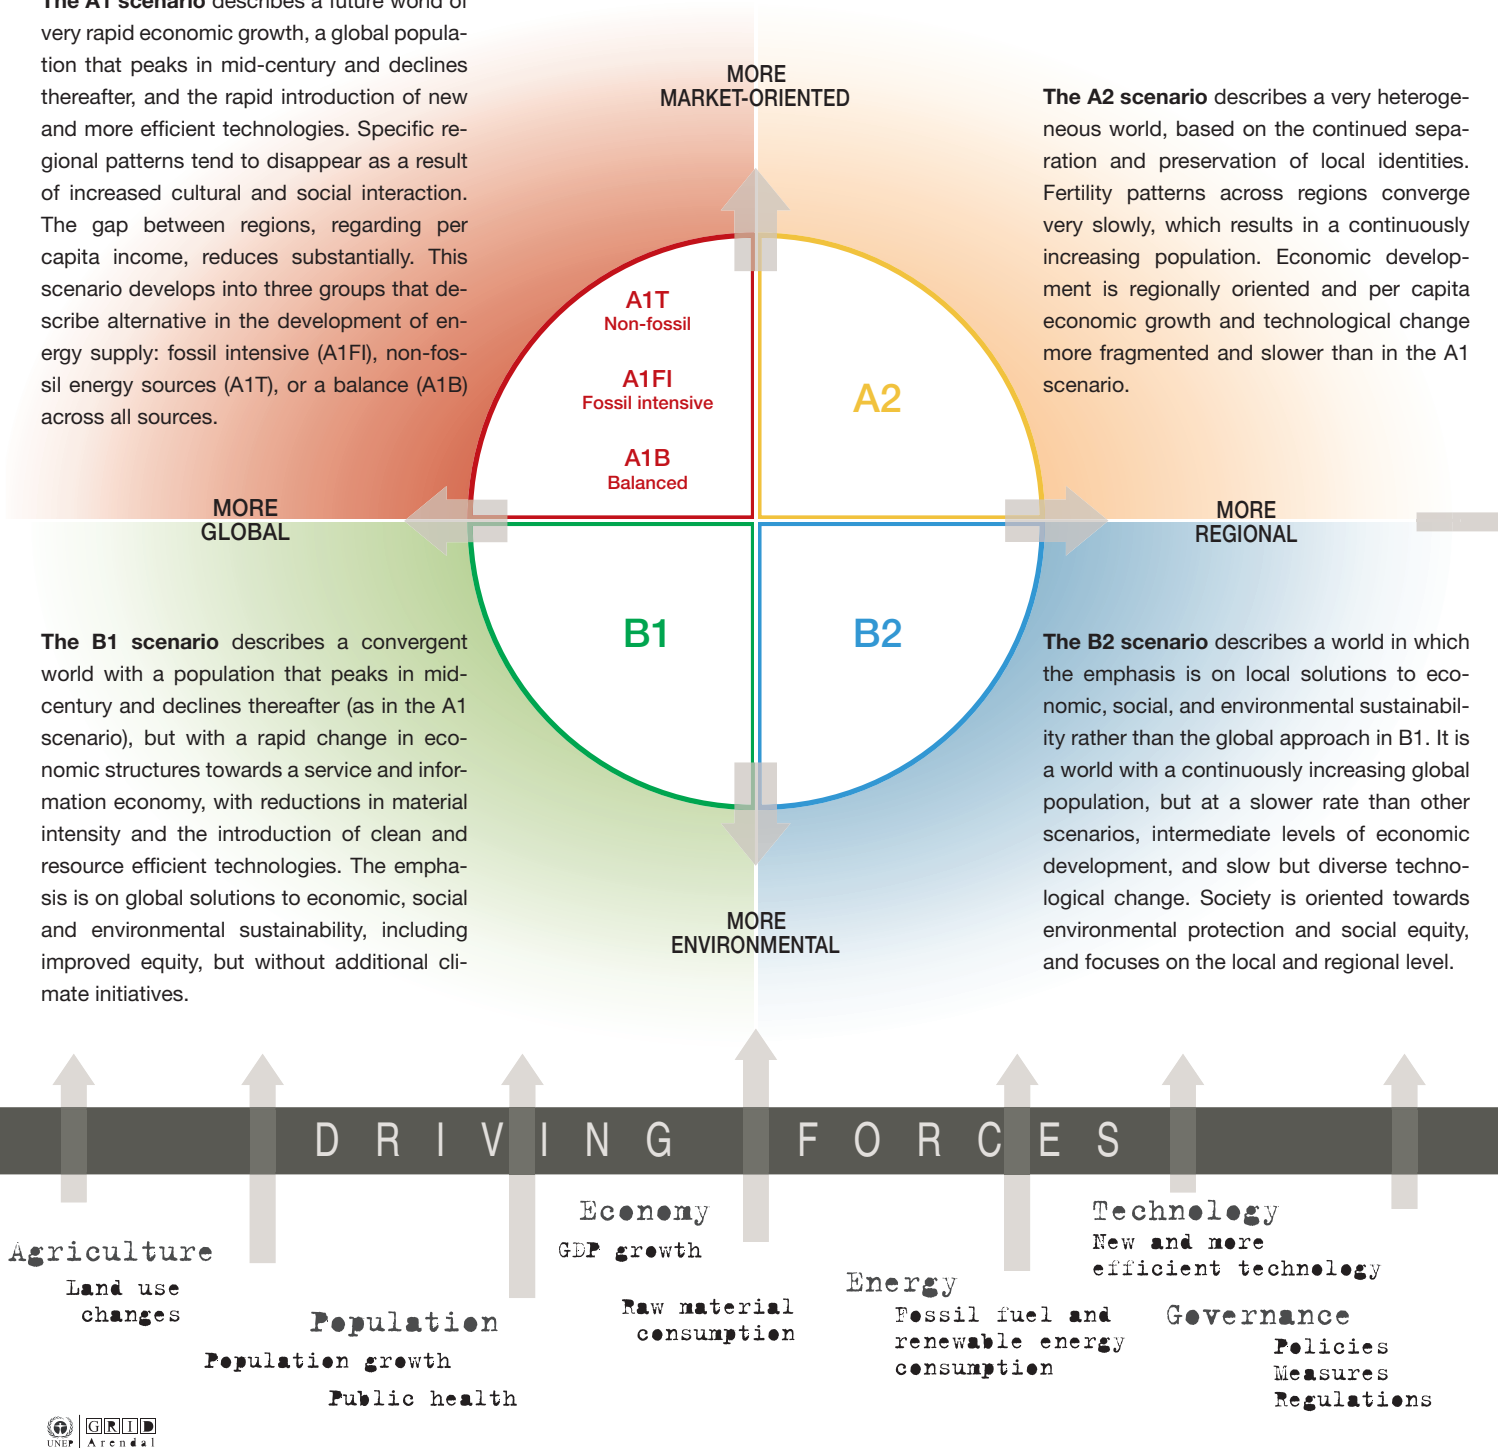 The A1 scenario describes a future world of
very rapid economic growth, a global popula-
tion that peaks in mid-century and declines
thereafter, and the rapid introduction of new
and more efficient technologies. Specific re-
gional patterns tend to disappear as a result
of increased cultural and social interaction.
The gap between regions, regarding per
capita income, reduces substantially. This
scenario develops into three groups that de-
scribe alternative in the development of en-
ergy supply: fossil intensive (A1FI), non-fos-
sil energy sources (A1T), or a balance (A1B)
across all sources.
MORE
MARKET-ORIENTED
The A2 scenario describes a very heteroge-
neous world, based on the continued sepa-
ration and preservation of local identities.
Fertility patterns across regions converge
very slowly, which results in a continuously
increasing population. Economic develop-
ment is regionally oriented and per capita
economic growth and technological change
more fragmented and slower than in the A1
scenario.
A1T
Non-fossil
A1FI
Fossil intensive
A1B
Balanced
A2
MORE
GLOBAL
MORE
REGIONAL
B1
B2
The B1 scenario describes a convergent
world with a population that peaks in mid-
century and declines thereafter (as in the A1
scenario), but with a rapid change in eco-
nomic structures towards a service and infor-
mation economy, with reductions in material
intensity and the introduction of clean and
resource efficient technologies. The empha-
sis is on global solutions to economic, social
and environmental sustainability, including
improved equity, but without additional cli-
mate initiatives.
The B2 scenario describes a world in which
the emphasis is on local solutions to eco-
nomic, social, and environmental sustainabil-
ity rather than the global approach in B1. It is
a world with a continuously increasing global
population, but at a slower rate than other
scenarios, intermediate levels of economic
development, and slow but diverse techno-
logical change. Society is oriented towards
environmental protection and social equity,
and focuses on the local and regional level.
MORE
ENVIRONMENTAL
DRIVING FORCES
Agriculture
Land use
changes
Population
Population growth
Public health
Economy
GDP growth
Raw material
consumption
Energy
Fossil fuel and
renewable energy
consumption
Technology
New and more
efficient technology
Governance
Policies
Measures
Regulations
UNEP
GRID
Arendal